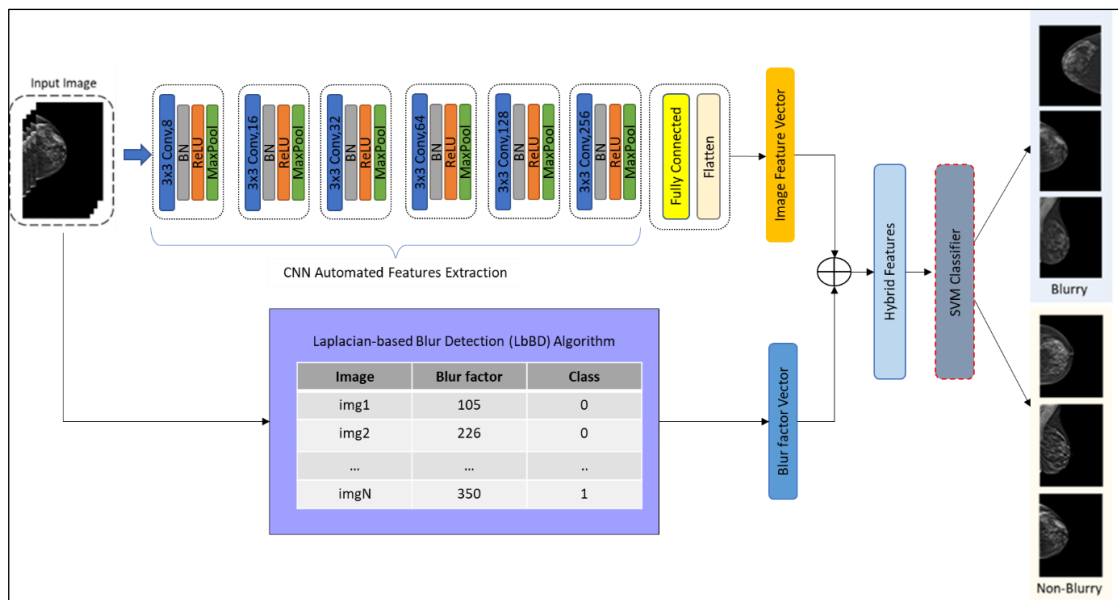 Input Image
3x3 Conv,8
BN
ReLU
MaxPool
3x3 Conv,16
BN
ReLU
MaxPool
3x3 Conv,32
BN
ReLU
MaxPool
3x3 Conv,64
BN
ReLU
MaxPool
3x3 Conv,128
BN
ReLU
MaxPool
3x3 Conv,256
BN
ReLU
MaxPool
Fully Connected
Flatten
Image Feature Vector
CNN Automated Features Extraction
Laplacian-based Blur Detection (LbBD) Algorithm
Image Blur factor Class
img1 105 0
img2 226 0
... ... ..
imgN 350 1
Blur factor Vector
Hybrid Features
SVM Classifier
Blurry
Non-Blurry